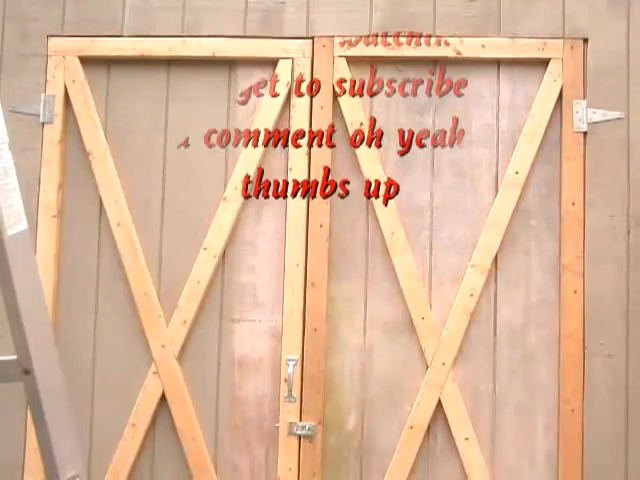 get to subscribe
comment oh yeah
thumbs up